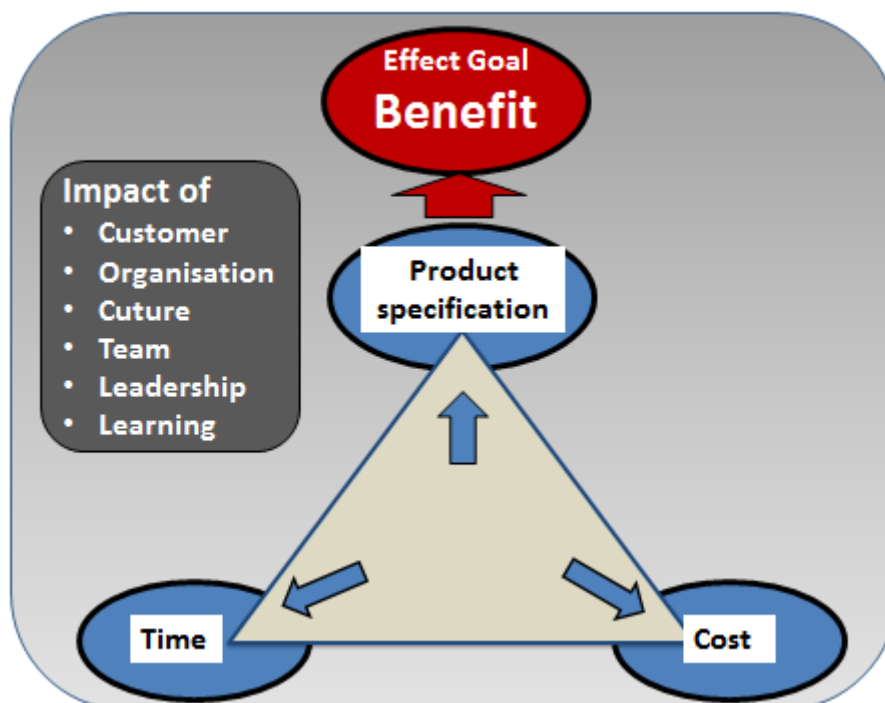 Effect Goal
Benefit
Impact of
• Customer
• Organisation
• Cuture
• Team
• Leadership
• Learning
Product
specification
Time
Cost